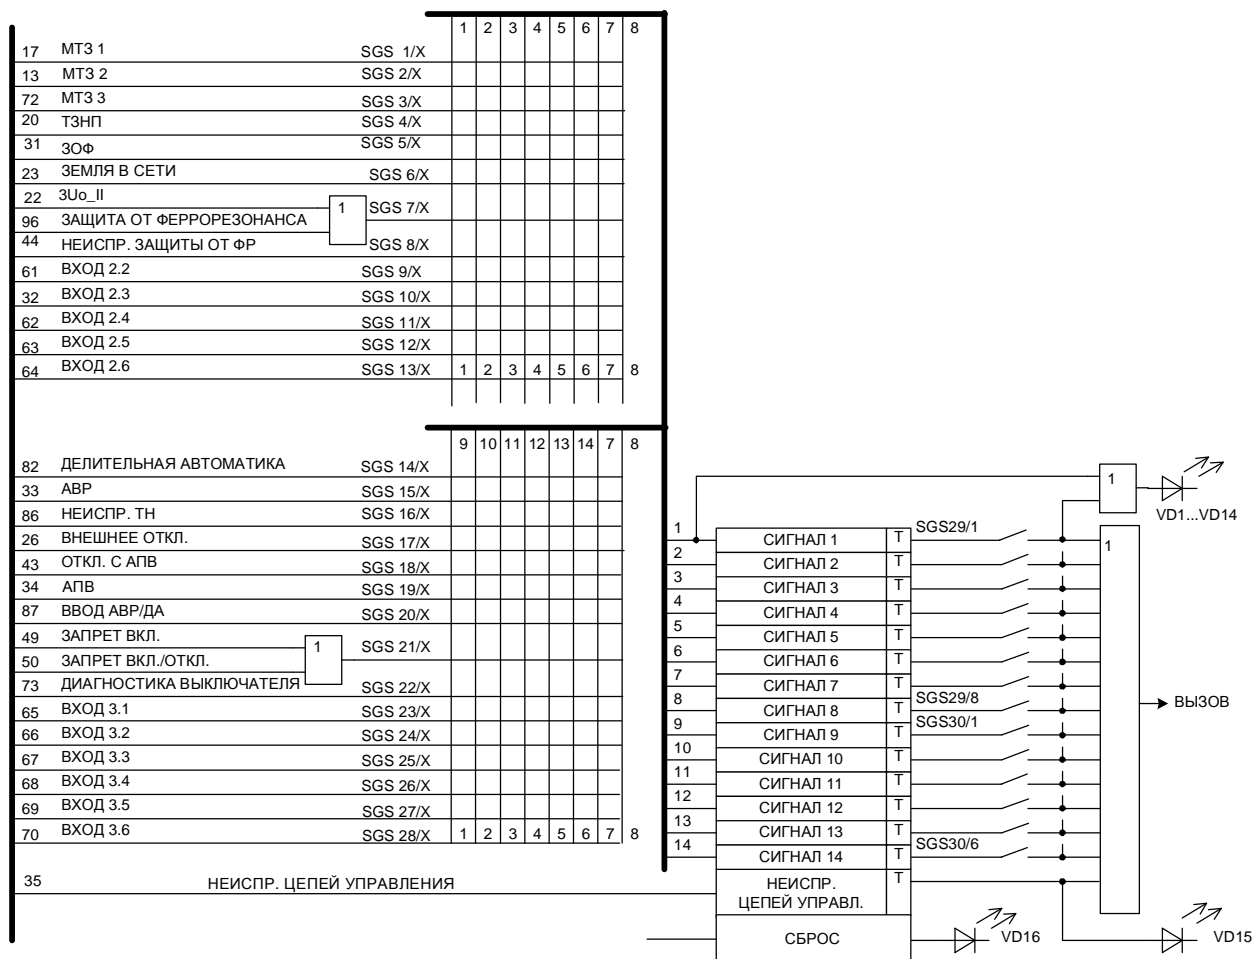 1 2 3 4 5 6 7 8
17 МТЗ 1 SGS 1/X
13 МТЗ 2 SGS 2/X
72 МТЗ 3 SGS 3/X
20 ТЗНП SGS 4/X
31 ЗОФ SGS 5/X
23 ЗЕМЛЯ В СЕТИ SGS 6/X
22 3Uo_II
1 SGS 7/X
96 ЗАЩИТА ОТ ФЕРРОРЕЗОНАНСА
44 НЕИСПР. ЗАЩИТЫ ОТ ФР SGS 8/X
61 ВХОД 2.2 SGS 9/X
32 ВХОД 2.3 SGS 10/X
62 ВХОД 2.4 SGS 11/X
63 ВХОД 2.5 SGS 12/X
64 ВХОД 2.6 SGS 13/X 1 2 3 4 5 6 7 8
9 10 11 12 13 14 7 8
82 ДЕЛИТЕЛЬНАЯ АВТОМАТИКА SGS 14/X
33 АВР SGS 15/X
86 НЕИСПР. ТН SGS 16/X
26 ВНЕШНЕЕ ОТКЛ. SGS 17/X
43 ОТКЛ. С АПВ SGS 18/X
34 АПВ SGS 19/X
87 ВВОД АВР/ДА SGS 20/X
49 ЗАПРЕТ ВКЛ.
1 SGS 21/X
50 ЗАПРЕТ ВКЛ./ОТКЛ.
73 ДИАГНОСТИКА ВЫКЛЮЧАТЕЛЯ SGS 22/X
65 ВХОД 3.1 SGS 23/X
66 ВХОД 3.2 SGS 24/X
67 ВХОД 3.3 SGS 25/X
68 ВХОД 3.4 SGS 26/X
69 ВХОД 3.5 SGS 27/X
70 ВХОД 3.6 SGS 28/X 1 2 3 4 5 6 7 8
35 НЕИСПР. ЦЕПЕЙ УПРАВЛЕНИЯ
1
VD1...VD14
1 СИГНАЛ 1 T SGS29/1
1
2 СИГНАЛ 2 T
3 СИГНАЛ 3 T
4 СИГНАЛ 4 T
5 СИГНАЛ 5 T
6 СИГНАЛ 6 T
7 СИГНАЛ 7 T
8 СИГНАЛ 8 T SGS29/8
ВЫЗОВ
9 СИГНАЛ 9 T SGS30/1
10 СИГНАЛ 10 T
11 СИГНАЛ 11 T
12 СИГНАЛ 12 T
13 СИГНАЛ 13 T
14 СИГНАЛ 14 T SGS30/6
НЕИСПР. T
ЦЕПЕЙ УПРАВЛ.
СБРОС VD16 VD15